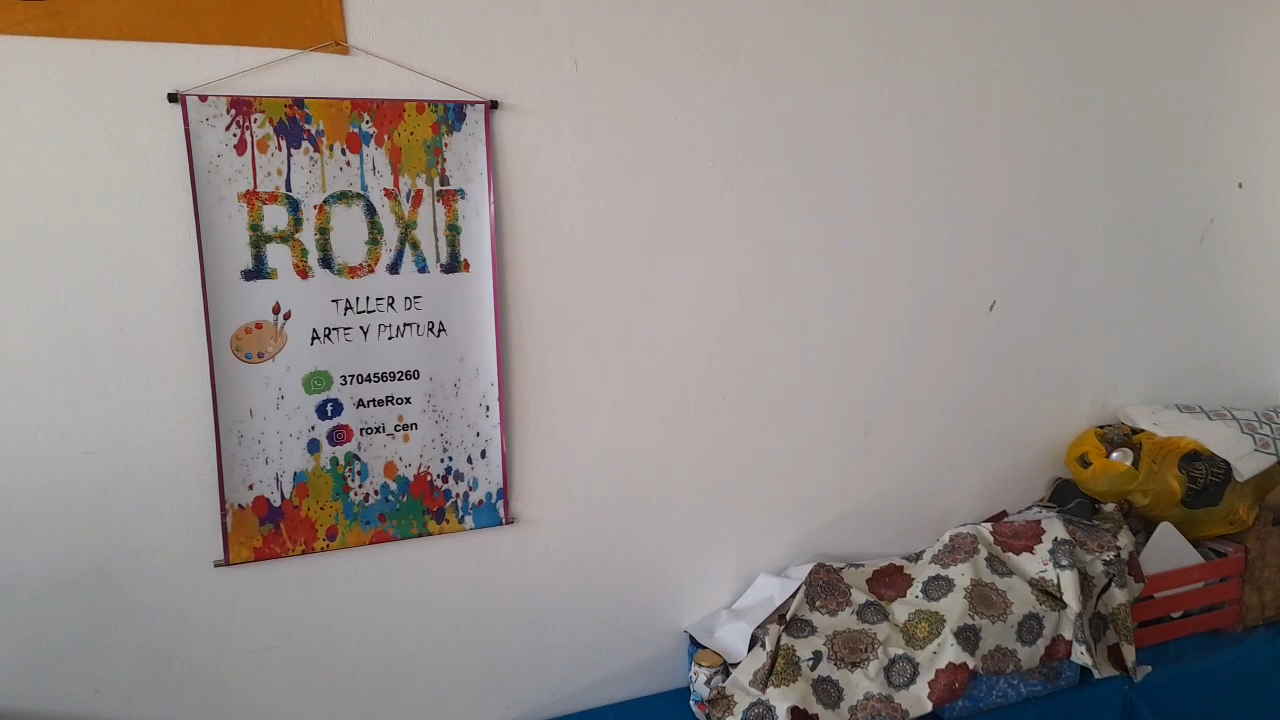 ROXI
TALLER DE
ARTE Y PINTURA
3704569260
ArteRox
roxi_cen